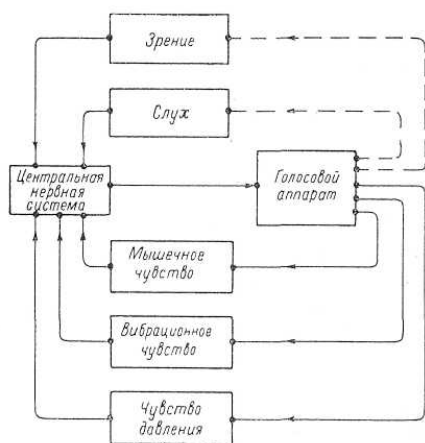 Зрение
Слух
Центральная
нервная
система
Голосовой
аппарат
Мышечное
чувство
Вибрационное
чувство
Чувство
давления